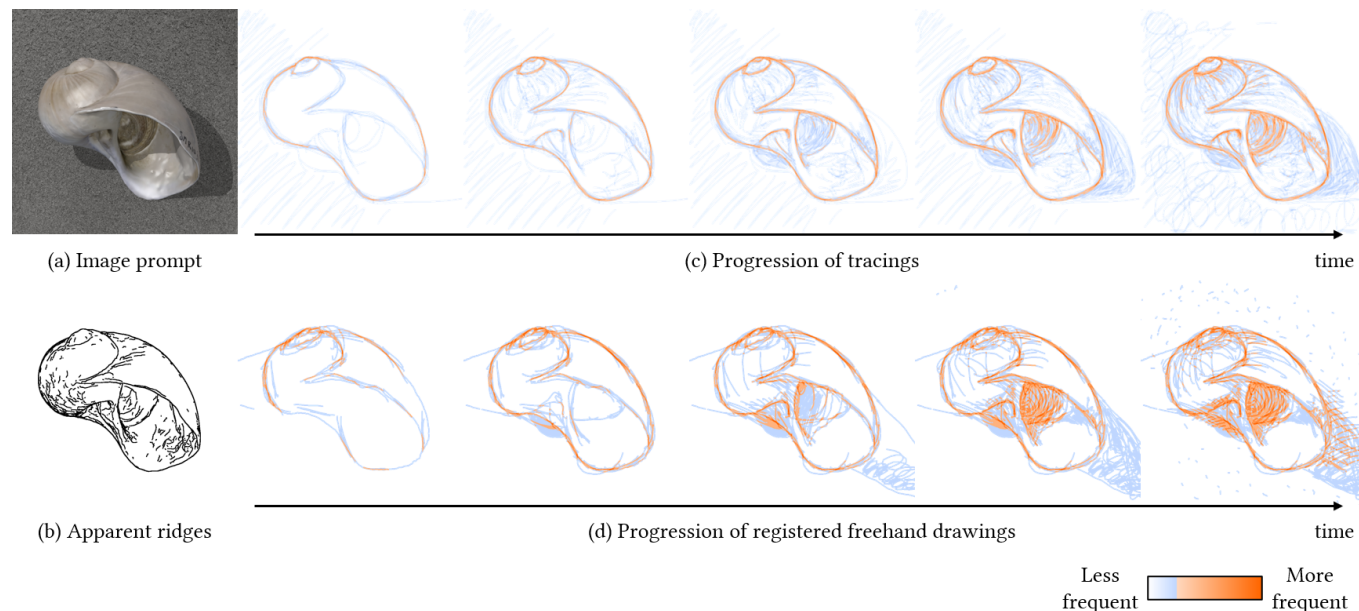 (a) Image prompt
(c) Progression of tracings
time
(b) Apparent ridges
(d) Progression of registered freehand drawings
time
Less
frequent
More
frequent